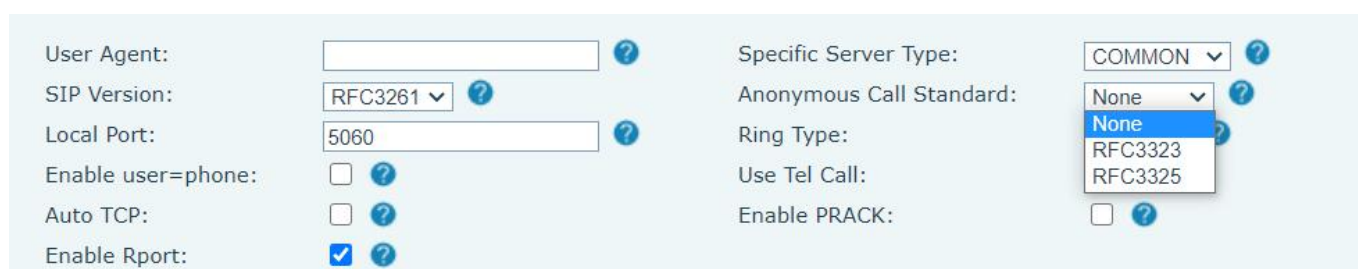 User Agent: ? Specific Server Type: COMMON ?
SIP Version: RFC3261 ? Anonymous Call Standard: None ?
Local Port: 5060 ? Ring Type: None ?
RFC3323
Enable user=phone: ? Use Tel Call: RFC3325
Auto TCP: ? Enable PRACK: ?
Enable Rport: ?